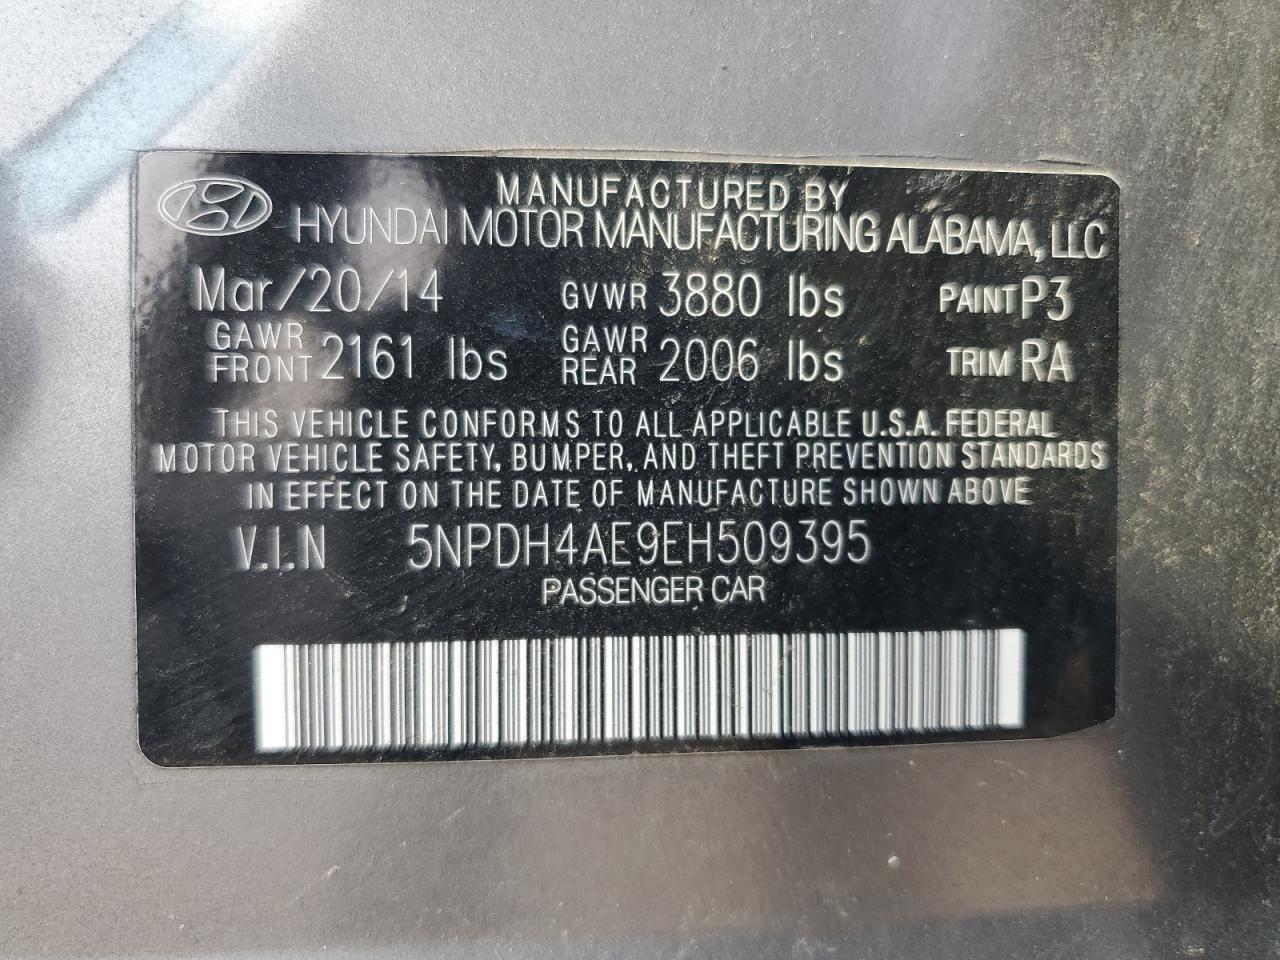 MANUFACTURED BY
HYUNDAI MOTOR MANUFACTURING ALABAMA, LLC
Mar/20/14 GVWR 3880 lbs PAINT P3
GAWR FRONT 2161 lbs GAWR REAR 2006 lbs TRIM RA
THIS VEHICLE CONFORMS TO ALL APPLICABLE U.S.A. FEDERAL
MOTOR VEHICLE SAFETY, BUMPER, AND THEFT PREVENTION STANDARDS
IN EFFECT ON THE DATE OF MANUFACTURE SHOWN ABOVE
V.I.N 5NPDH4AE9EH509395
PASSENGER CAR